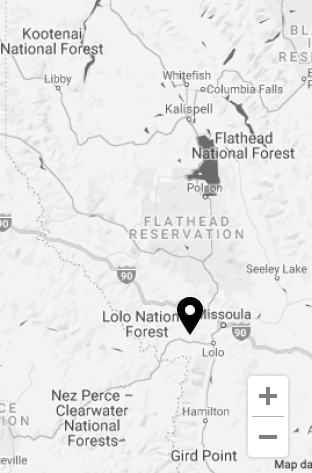 Kootenai
National Forest
BL
I
RES
Libby
Whitefish
Columbia Falls
Kalispell
Flathead
National Forest
Polson
FLATHEAD
RESERVATION
90
90
Seeley Lake
Lolo National
Forest
Missoula
90
Lolo
Nez Perce –
Clearwater
National
Forests
CE
ION
Hamilton
+
−
eville
Gird Point
Map da